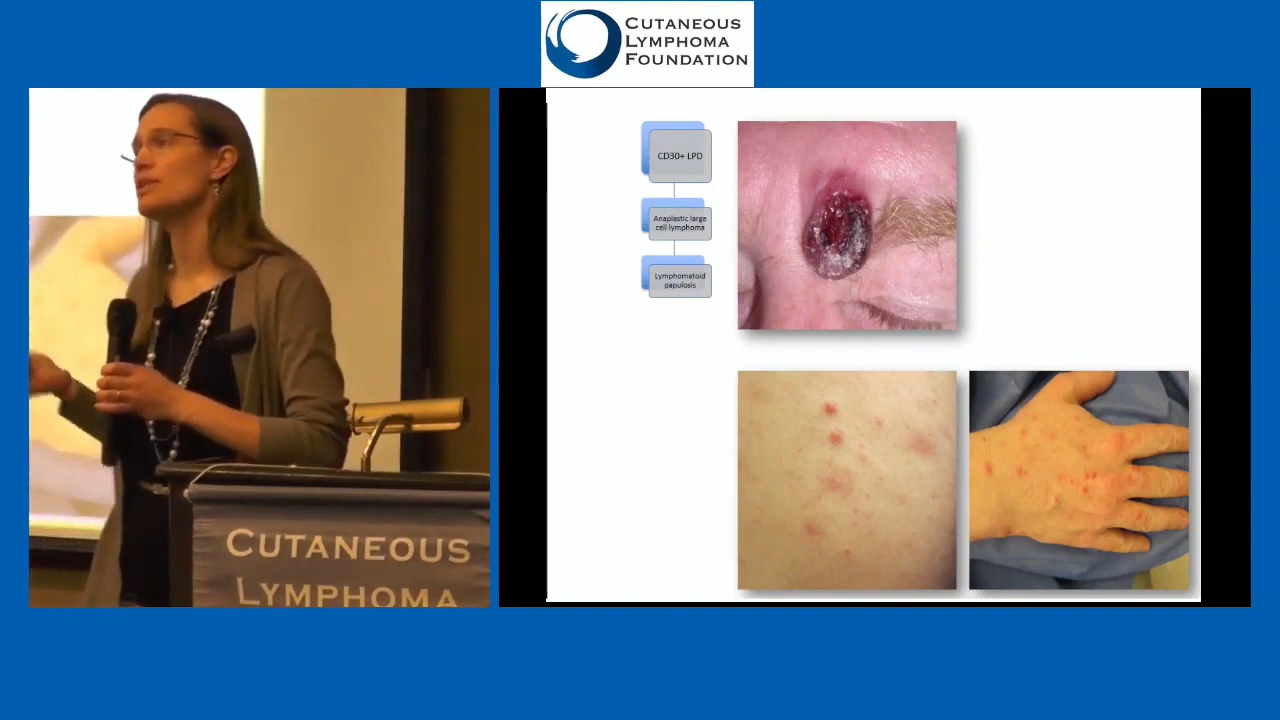 CUTANEOUS
LYMPHOMA
FOUNDATION
CD30+ LPD
Anaplastic large
cell lymphoma
Lymphomatoid
papulosis
CUTANEOUS
LYMPHOMA